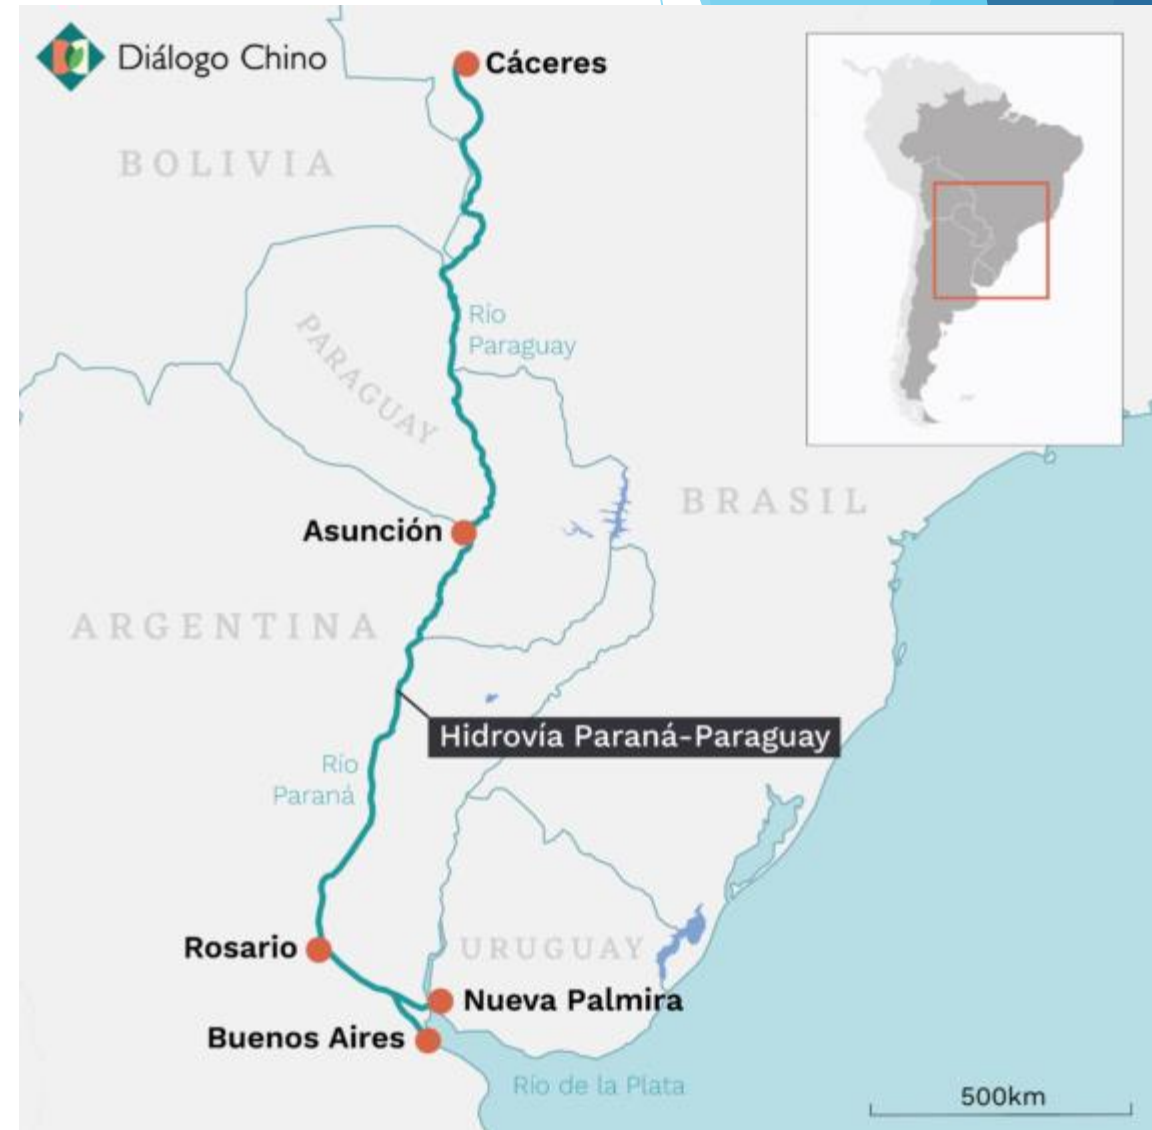 Diálogo Chino
Cáceres
BOLIVIA
Río
Paraguay
PARAGUAY
BRASIL
Asunción
ARGENTINA
Hidrovía Paraná-Paraguay
Río
Paraná
Rosario
URUGUAY
Nueva Palmira
Buenos Aires
Río de la Plata
500km